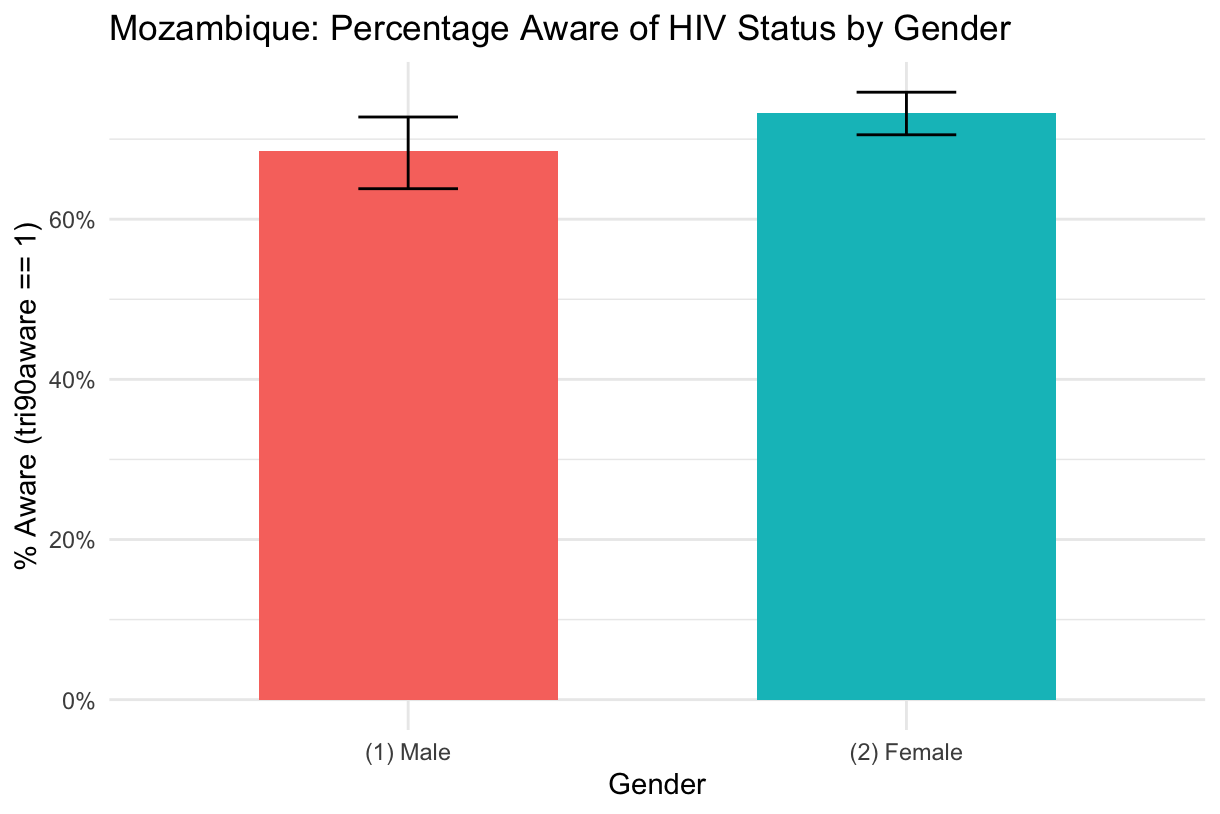 Mozambique: Percentage Aware of HIV Status by Gender
% Aware (tri90aware == 1)
60%
40%
20%
0%
(1) Male
(2) Female
Gender